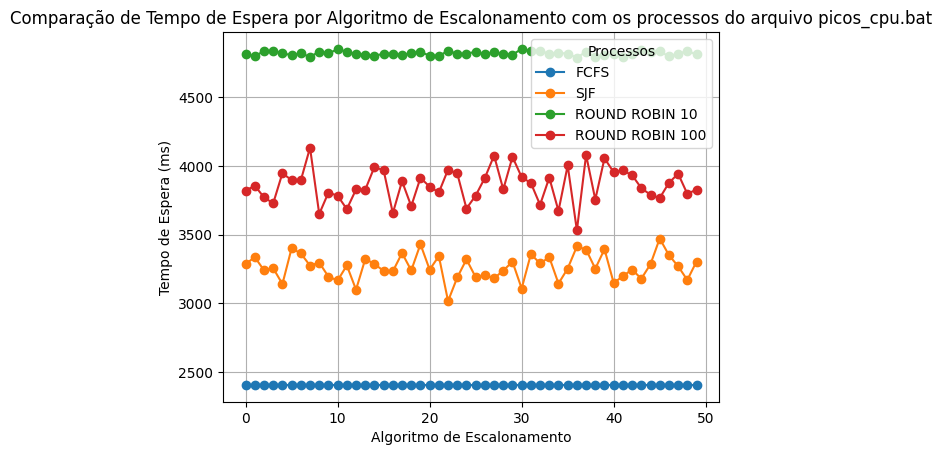 Comparação de Tempo de Espera por Algoritmo de Escalonamento com os processos do arquivo picos_cpu.bat
Processos
FCFS
SJF
ROUND ROBIN 10
ROUND ROBIN 100
Tempo de Espera (ms)
4500
4000
3500
3000
2500
0 10 20 30 40 50
Algoritmo de Escalonamento